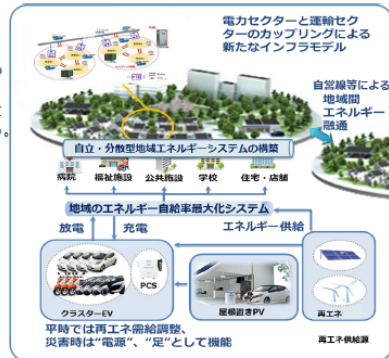 電力セクターと運輸セク
ターのカップリングによる
新たなインフラモデル
自営線等による
地域間
エネルギー
融通
自立・分散型地域エネルギーシステムの構築
病院 福祉施設 公共施設 学校 住宅・店舗
地域のエネルギー自給率最大化システム
放電 充電 エネルギー供給
PCS
クラスターEV
屋根置きPV
再エネ
平時では再エネ需給調整、
災害時は“電源”、“足”として機能
再エネ供給源